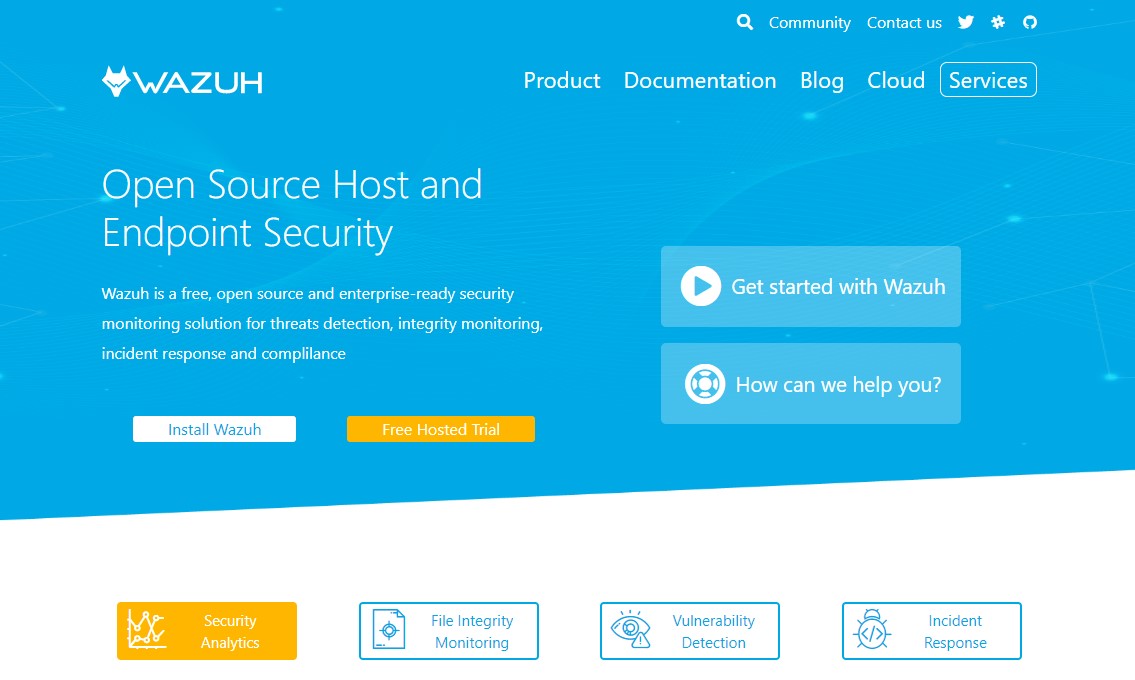 Community Contact us
WAZUH
Product Documentation Blog Cloud Services
Open Source Host and
Endpoint Security
Wazuh is a free, open source and enterprise-ready security
monitoring solution for threats detection, integrity monitoring,
incident response and complilance
Install Wazuh
Free Hosted Trial
Get started with Wazuh
How can we help you?
Security
Analytics
File Integrity
Monitoring
Vulnerability
Detection
Incident
Response